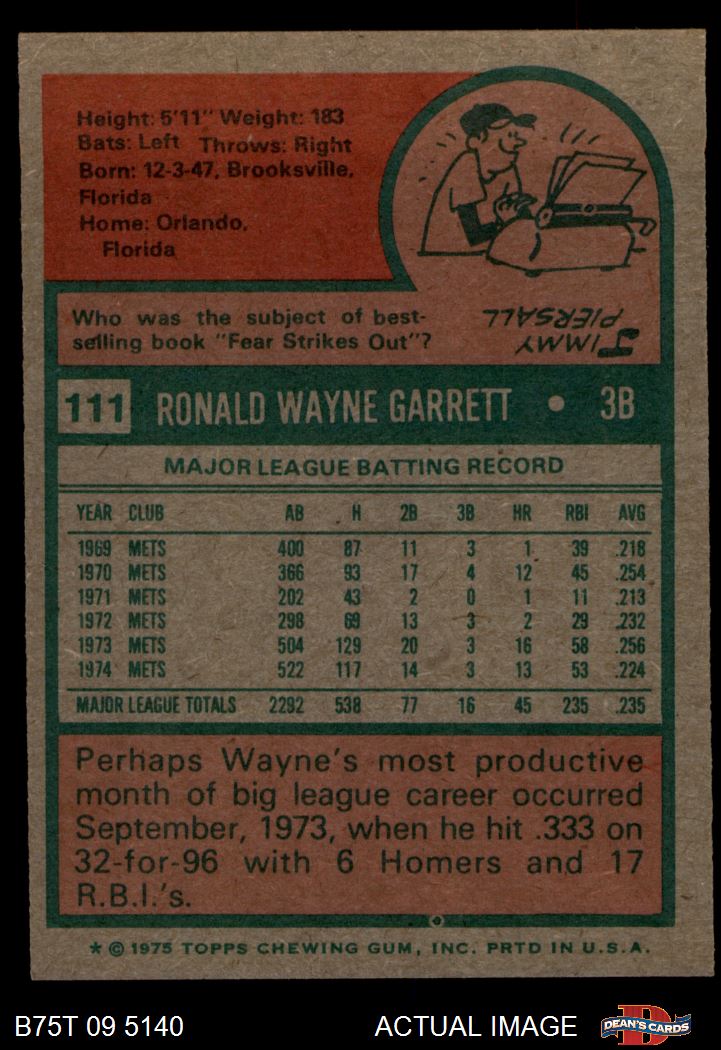 Height: 5'11" Weight: 183
Bats: Left Throws: Right
Born: 12-3-47, Brooksville,
Florida
Home: Orlando,
Florida
JIMMY
PIERSALL
Who was the subject of best-
selling book "Fear Strikes Out"?
111 RONALD WAYNE GARRETT • 3B
MAJOR LEAGUE BATTING RECORD
YEAR CLUB AB H 2B 3B HR RBI AVG
1969 METS 400 87 11 3 1 39 .218
1970 METS 366 93 17 4 12 45 .254
1971 METS 202 43 2 0 1 11 .213
1972 METS 298 69 13 3 2 29 .232
1973 METS 504 129 20 3 16 58 .256
1974 METS 522 117 14 3 13 53 .224
MAJOR LEAGUE TOTALS 2292 538 77 16 45 235 .235
Perhaps Wayne's most productive
month of big league career occurred
September, 1973, when he hit .333 on
32-for-96 with 6 Homers and 17
R.B.I.'s.
* © 1975 TOPPS CHEWING GUM, INC. PRTD IN U.S.A.
B75T 09 5140 ACTUAL IMAGE D DEAN'S CARDS